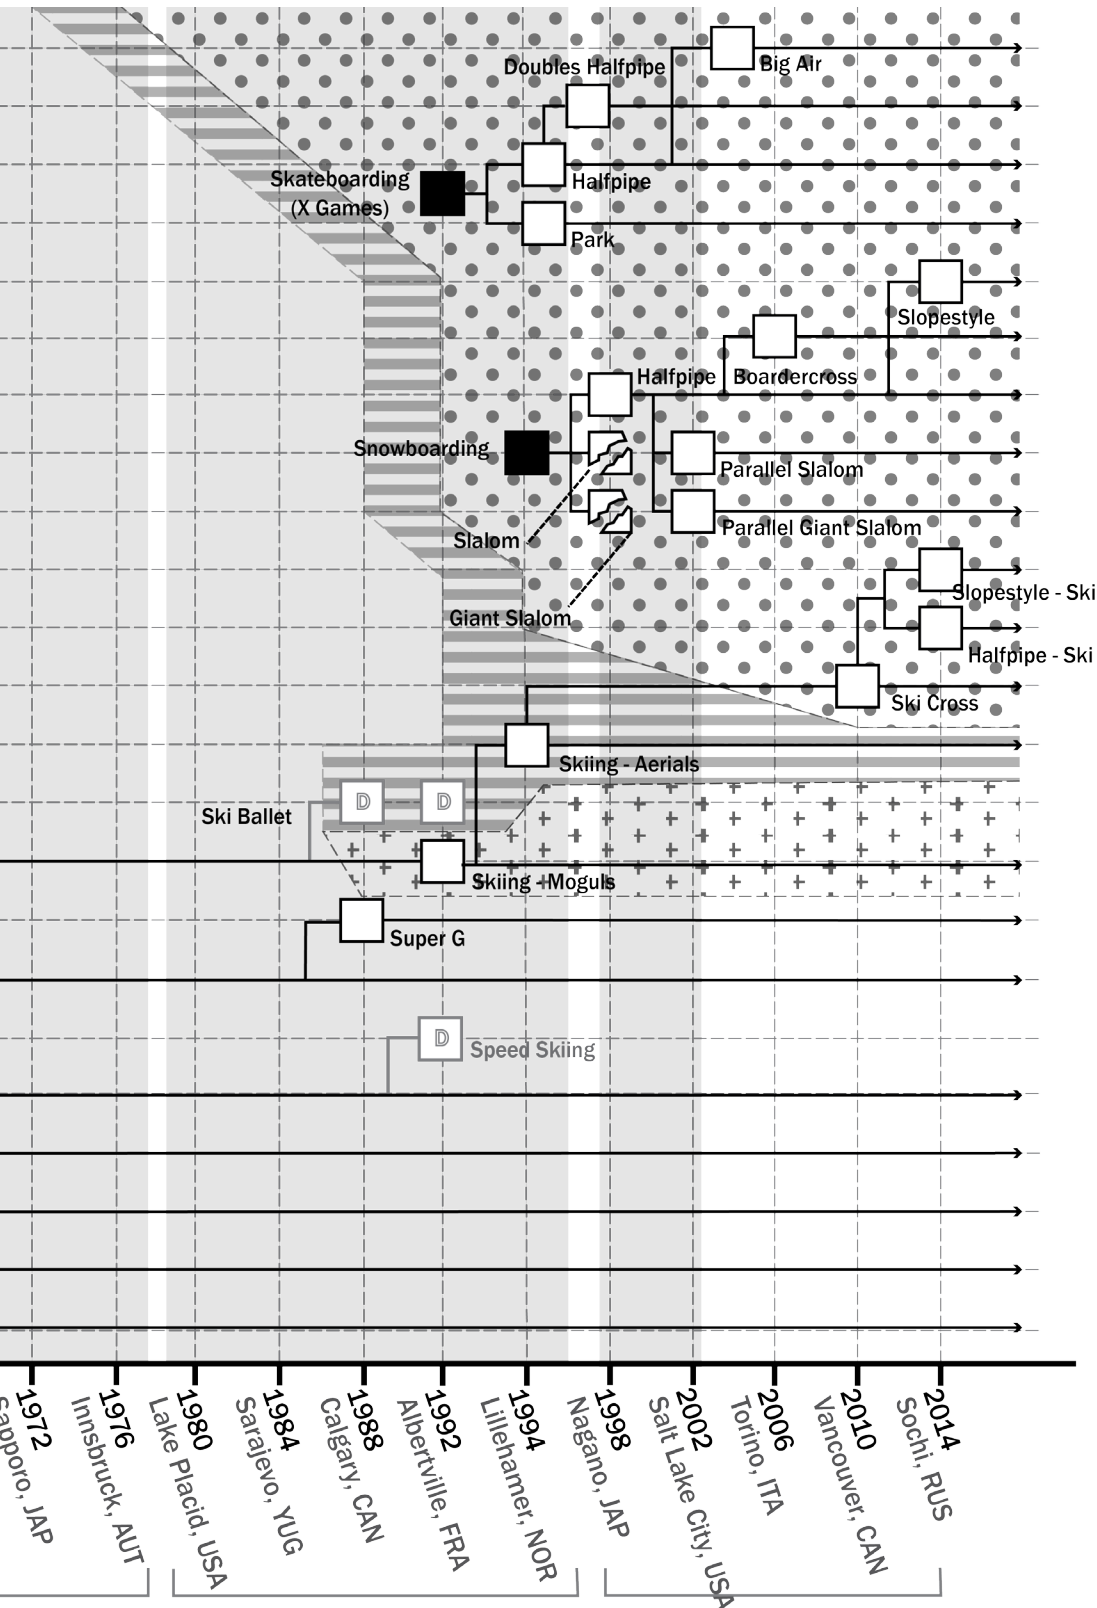 Big Air
Doubles Halfpipe
Skateboarding
(X Games)
Halfpipe
Park
Slopestyle
Halfpipe
Boardercross
Snowboarding
Parallel Slalom
Parallel Giant Slalom
Slalom
Slopestyle - Ski
Giant Slalom
Halfpipe - Ski
Ski Cross
Skiing - Aerials
D
D
Ski Ballet
Skiing - Moguls
Super G
D
Speed Skiing
1972
Sapporo, JAP
1976
Innsbruck, AUT
1980
Lake Placid, USA
1984
Sarajevo, YUG
1988
Calgary, CAN
1992
Albertville, FRA
1994
Lillehamer, NOR
1998
Nagano, JAP
2002
Salt Lake City, USA
2006
Torino, ITA
2010
Vancouver, CAN
2014
Sochi, RUS